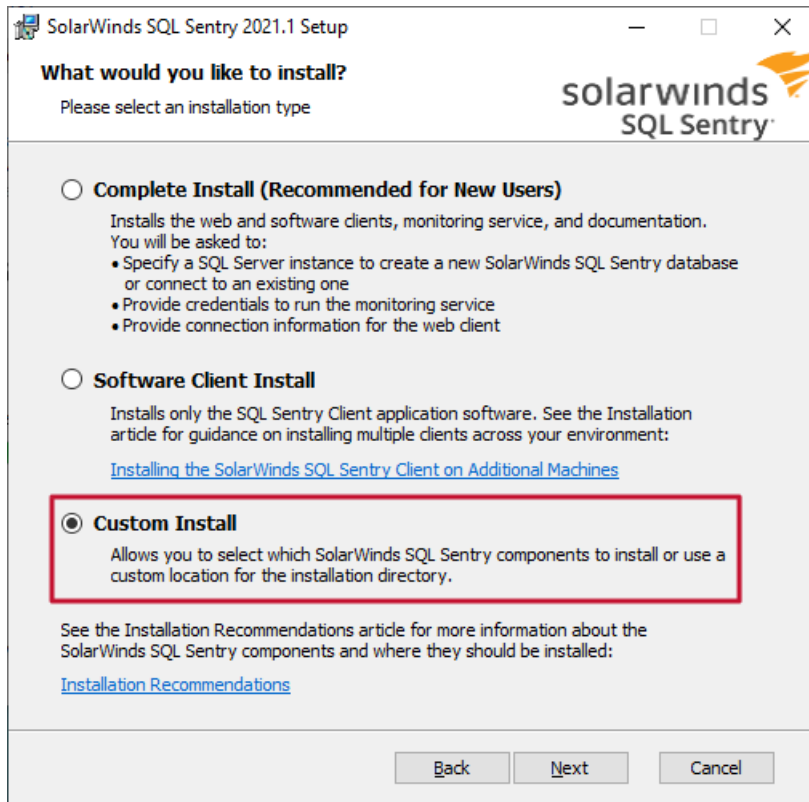 SolarWinds SQL Sentry 2021.1 Setup
What would you like to install?
Please select an installation type
solarwinds
SQL Sentry
Complete Install (Recommended for New Users)
Installs the web and software clients, monitoring service, and documentation.
You will be asked to:
• Specify a SQL Server instance to create a new SolarWinds SQL Sentry database
or connect to an existing one
• Provide credentials to run the monitoring service
• Provide connection information for the web client
Software Client Install
Installs only the SQL Sentry Client application software. See the Installation
article for guidance on installing multiple clients across your environment:
Installing the SolarWinds SQL Sentry Client on Additional Machines
Custom Install
Allows you to select which SolarWinds SQL Sentry components to install or use a
custom location for the installation directory.
See the Installation Recommendations article for more information about the
SolarWinds SQL Sentry components and where they should be installed:
Installation Recommendations
Back Next Cancel